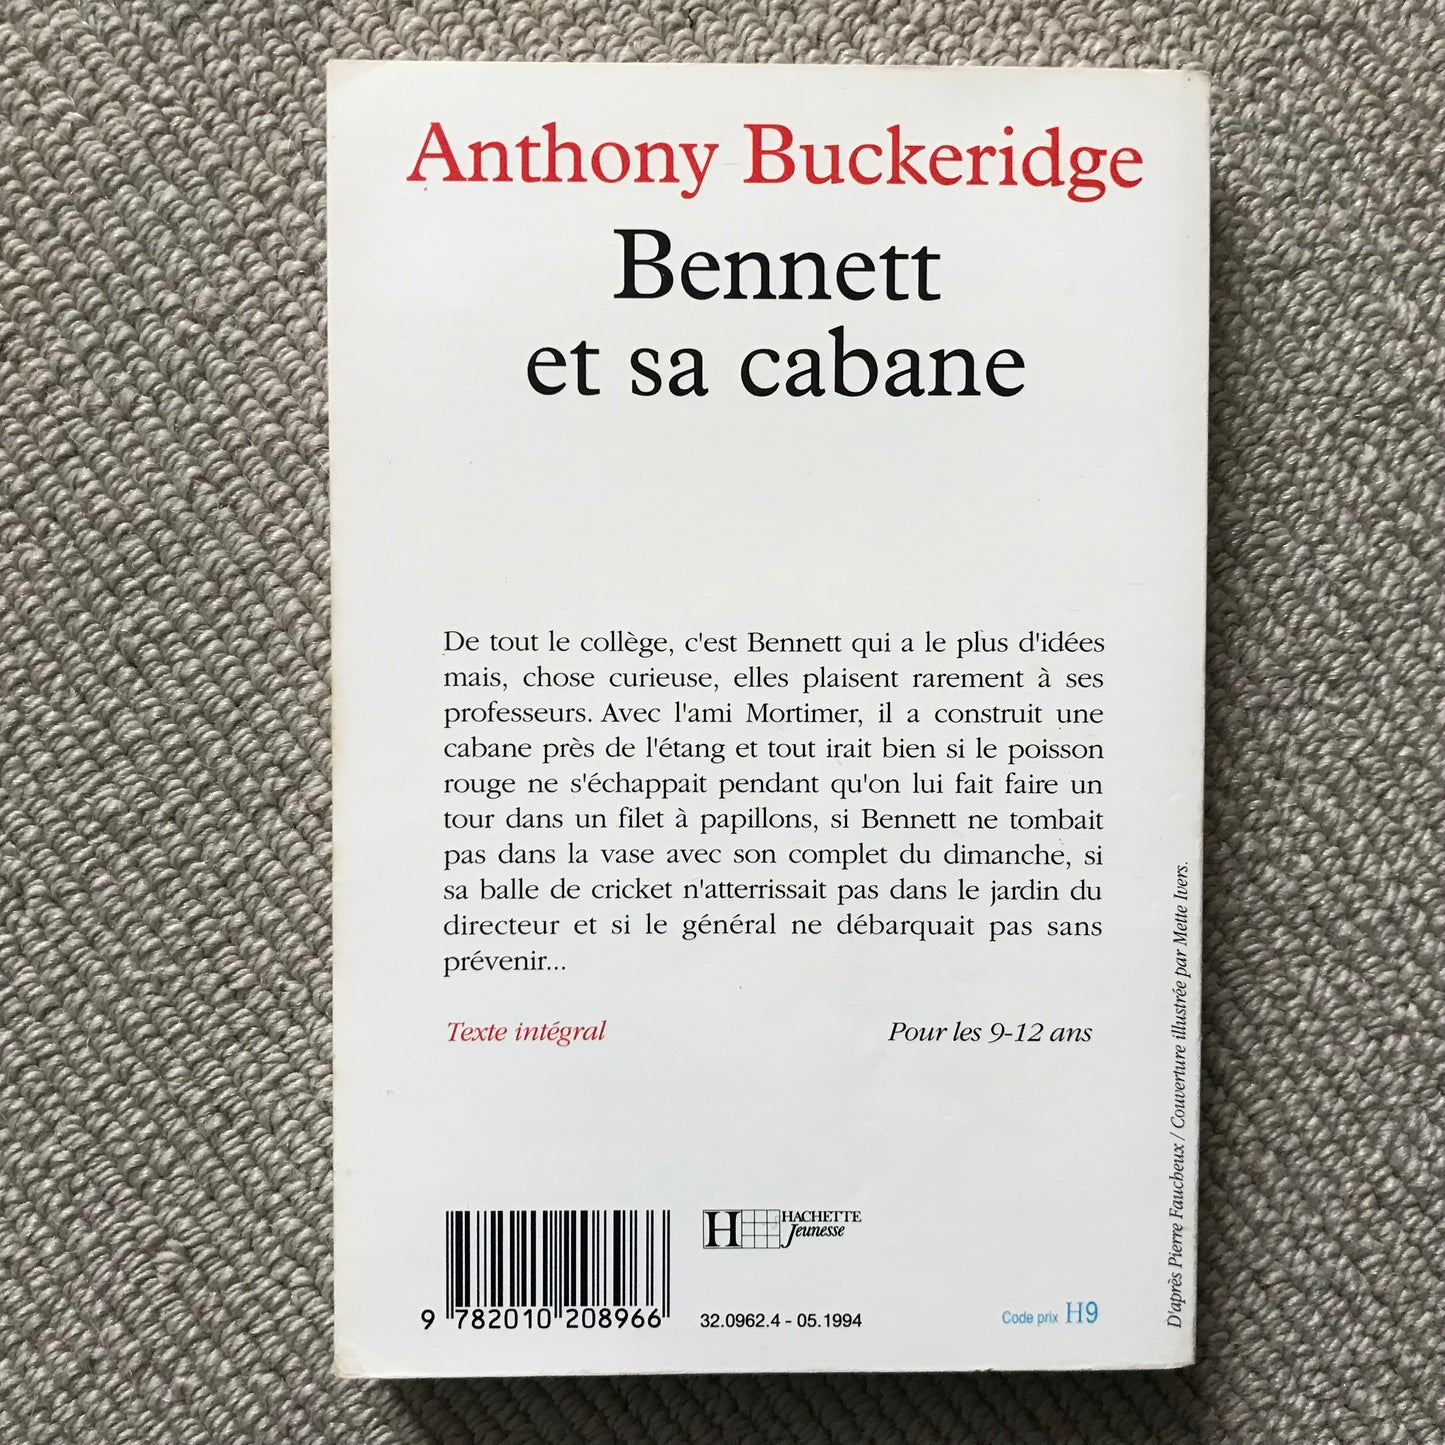 Anthony Buckeridge
Bennett
et sa cabane
De tout le collège, c'est Bennett qui a le plus d'idées
mais, chose curieuse, elles plaisent rarement à ses
professeurs. Avec l'ami Mortimer, il a construit une
cabane près de l'étang et tout irait bien si le poisson
rouge ne s'échappait pendant qu'on lui fait faire un
tour dans un filet à papillons, si Bennett ne tombait
pas dans la vase avec son complet du dimanche, si
sa balle de cricket n'atterrissait pas dans le jardin du
directeur et si le général ne débarquait pas sans
prévenir...
Texte intégral
Pour les 9-12 ans
D'après Pierre Faucheux / Couverture illustrée par Mette Ivers.
H HACHETTE
Jeunesse
9 782010 208966
32.0962.4 - 05.1994
Code prix H9